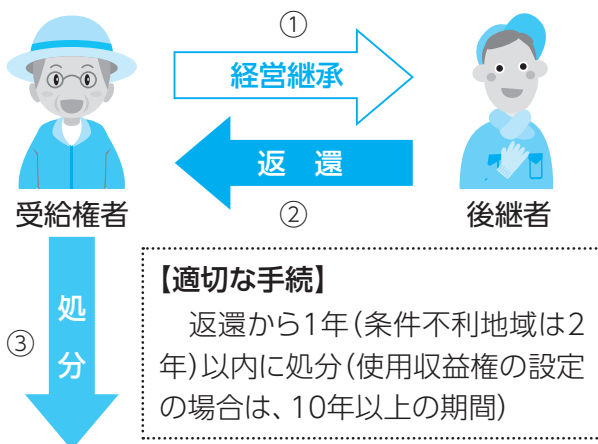 ①
経営継承
返　還
②
受給権者
後継者
③
処分
【適切な手続】
　返還から1年（条件不利地域は2
年）以内に処分（使用収益権の設定
の場合は、10年以上の期間）